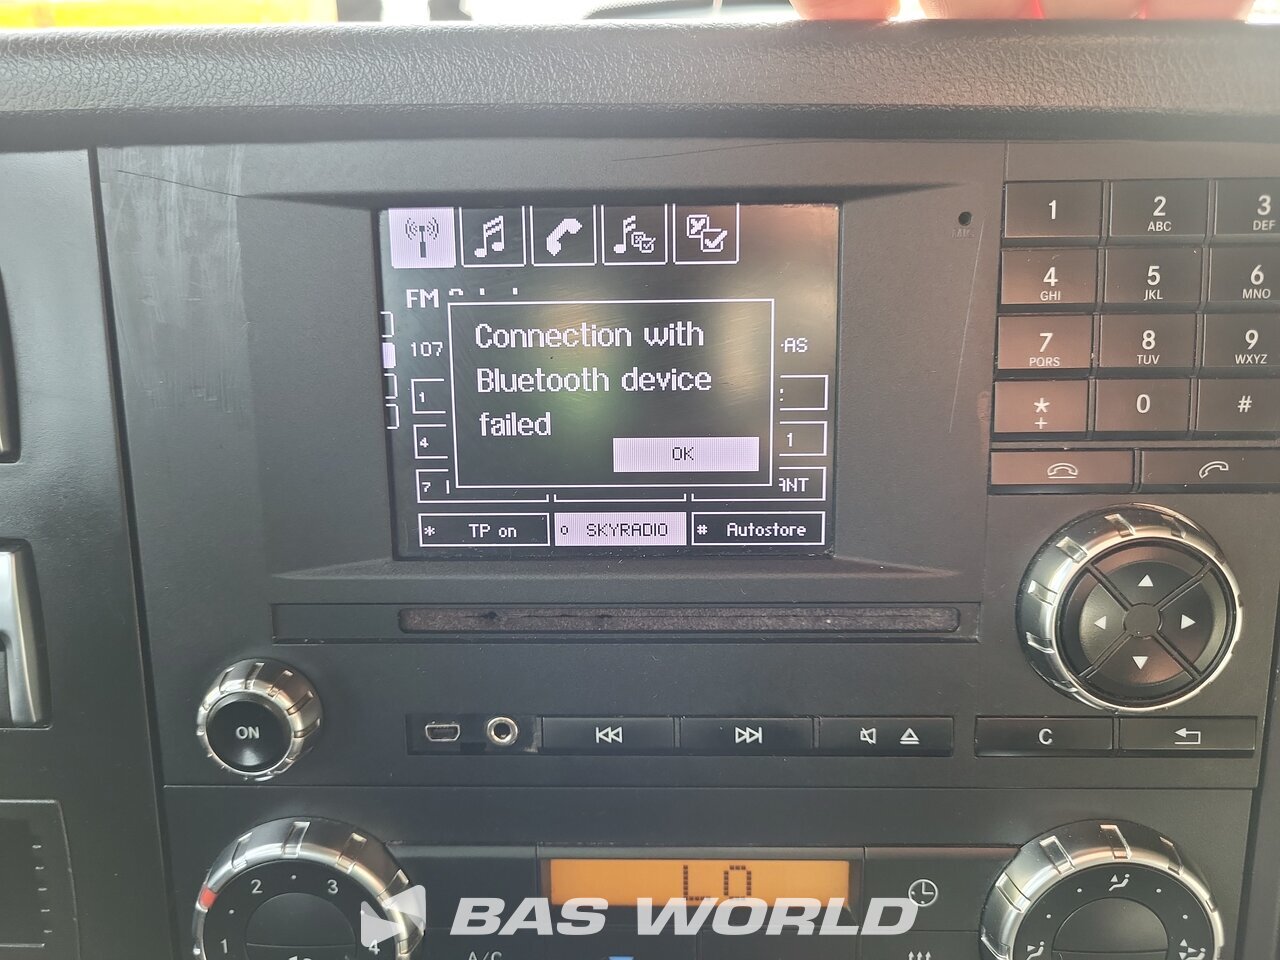 FM
Connection with
Bluetooth device
failed
OK
107
AS
1
4
1
7
ANT
* TP on
0 SKYRADIO
# Autostore
1
2 ABC
3 DEF
4 GHI
5 JKL
6 MNO
7 PQRS
8 TUV
9 WXYZ
* +
0
#
ON
C
LO
1 2 3 4
A/C
BAS WORLD